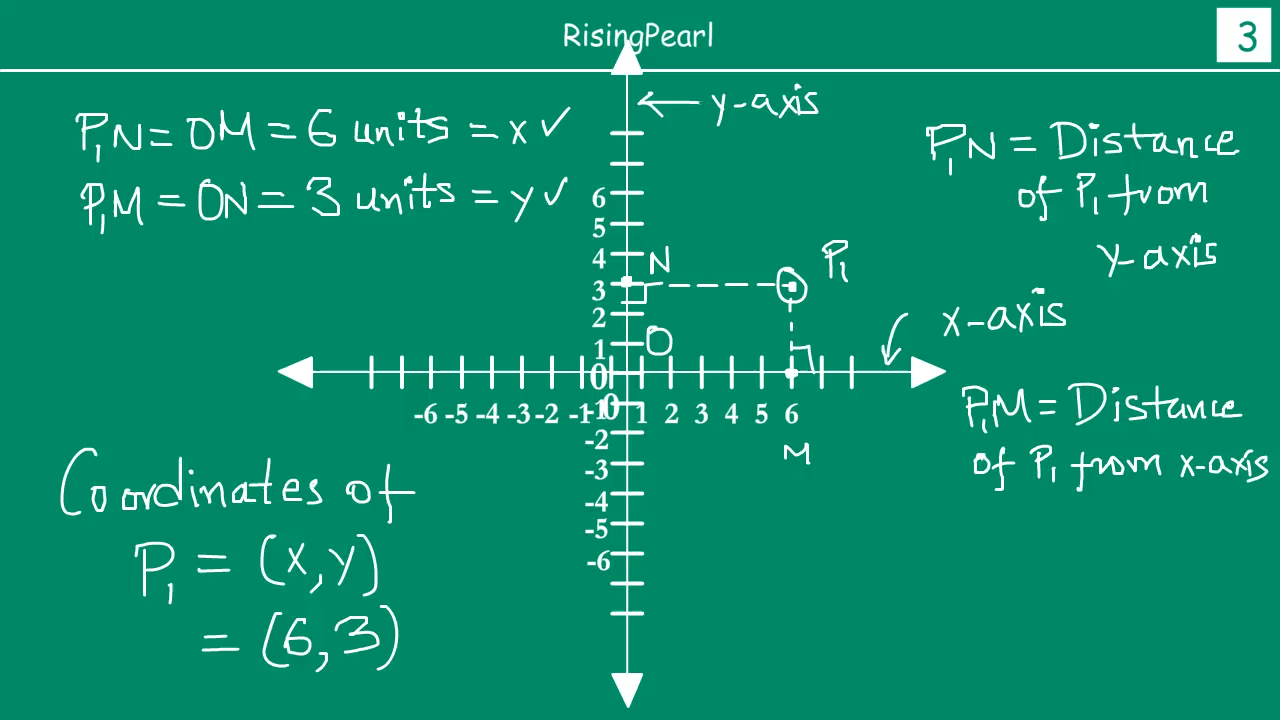 RisingPearl
3
y-axis
P₁N = OM = 6 units = x ✓
P₁M = ON = 3 units = y ✓
P₁N = Distance
of P₁ from
y-axis
6
5
4
3
2
1
0
N
P₁
O
x-axis
-6 -5 -4 -3 -2 -1 0 1 2 3 4 5 6
M
-1
-2
-3
-4
-5
-6
P₁M = Distance
of P₁ from x-axis
Coordinates of
P₁ = (x, y)
= (6, 3)